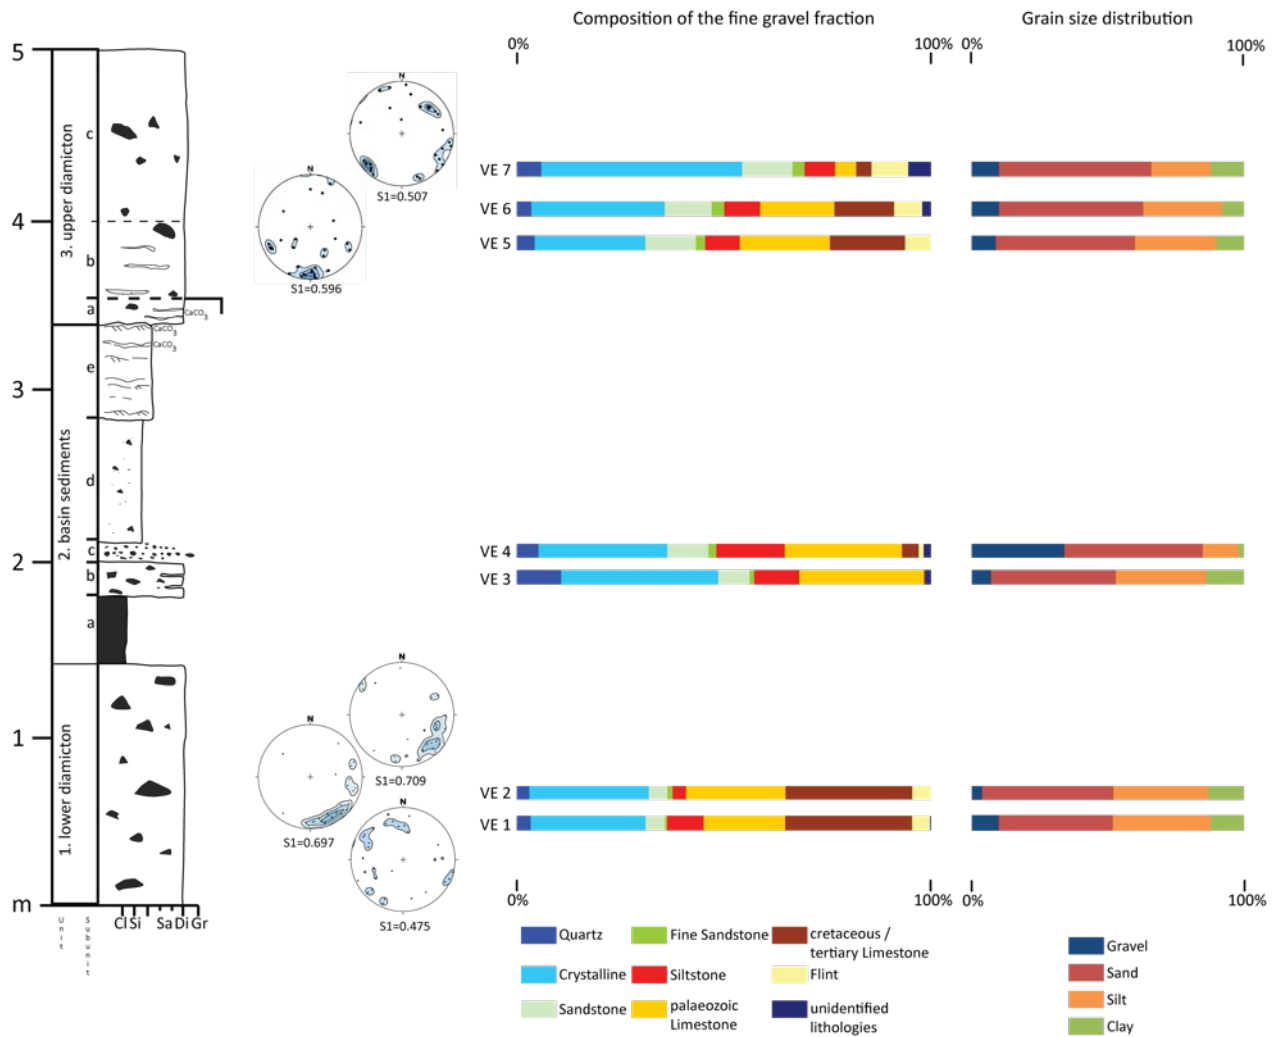 Composition of the fine gravel fraction
Grain size distribution
0%
100%
0%
100%
5
4
3
2
1
m
3. upper diamicton
2. basin sediments
1. lower diamicton
c
b
a
e
d
c
b
a
CaCO3
CaCO3
CaCO3
N
S1=0.507
N
S1=0.596
N
S1=0.709
N
S1=0.697
N
S1=0.475
VE 7
VE 6
VE 5
VE 4
VE 3
VE 2
VE 1
Unit
Subunit
Cl Si Sa Di Gr
0%
100%
0%
100%
Quartz
Fine Sandstone
cretaceous /
tertiary Limestone
Crystalline
Siltstone
Flint
Sandstone
palaeozoic
Limestone
unidentified
lithologies
Gravel
Sand
Silt
Clay